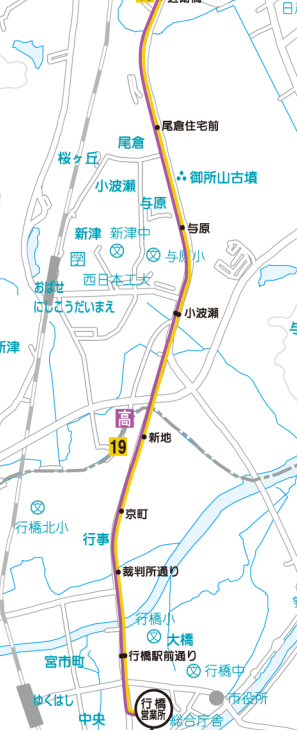 尾倉住宅前
尾倉
桜ヶ丘
小波瀬
御所山古墳
与原
新津
新津中
与原
与原小
文
文
西日本工大
おばせ
にしこうだいまえ
小波瀬
新津
高
19
新地
文
行橋北小
京町
行事
裁判所通り
行橋小
文
大橋
行橋駅前通り
宮市町
文
行橋中
ゆくはし
市役所
行橋
営業所
中央
総合庁舎